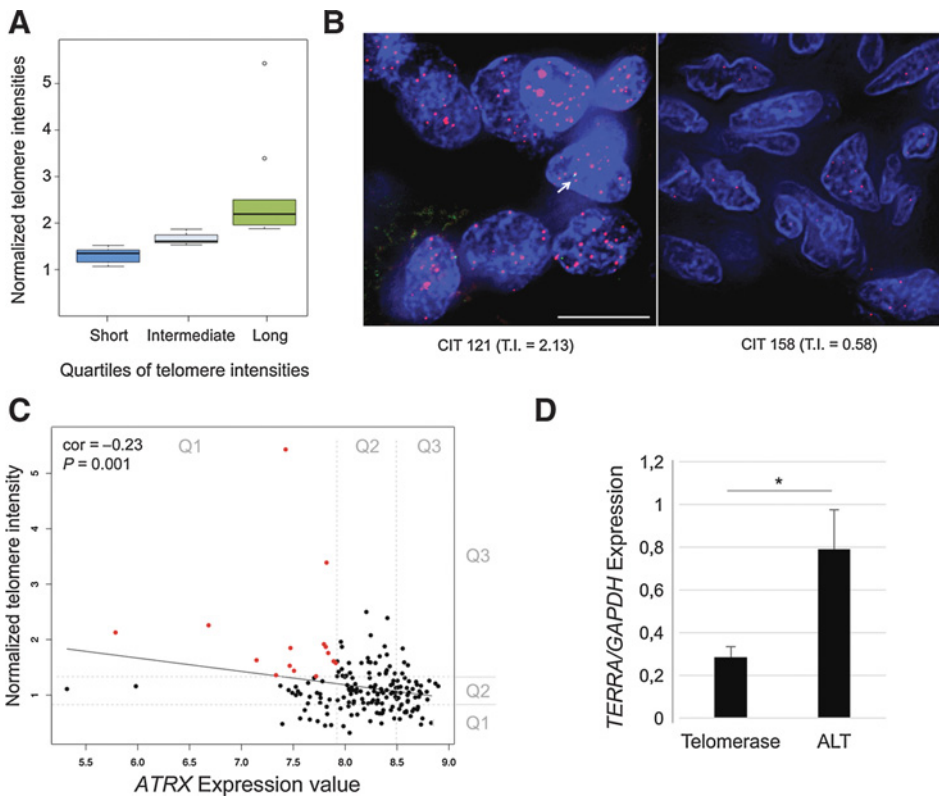 A
Normalized telomere intensities
5
4
3
2
1
Short Intermediate Long
Quartiles of telomere intensities
B
CIT 121 (T.I. = 2.13)
CIT 158 (T.I. = 0.58)
C
cor = −0.23
P = 0.001
Q1
Q2
Q3
Normalized telomere intensity
5
4
3
2
1
Q3
Q2
Q1
5.5 6.0 6.5 7.0 7.5 8.0 8.5 9.0
ATRX Expression value
D
TERRA/GAPDH Expression
1,2
1
0,8
0,6
0,4
0,2
0
*
Telomerase ALT